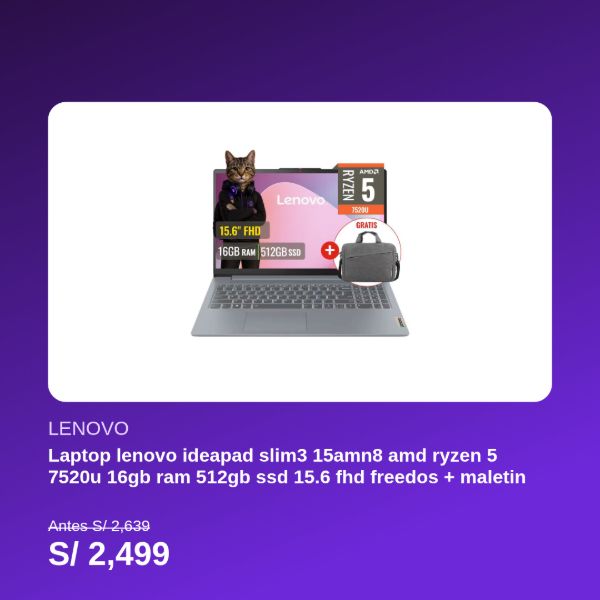 Lenovo
AMD
RYZEN 5
7520U
GRATIS
15.6" FHD
16GB RAM 512GB SSD
+
LENOVO
Laptop lenovo ideapad slim3 15amn8 amd ryzen 5
7520u 16gb ram 512gb ssd 15.6 fhd freedos + maletin
Antes S/ 2,639
S/ 2,499